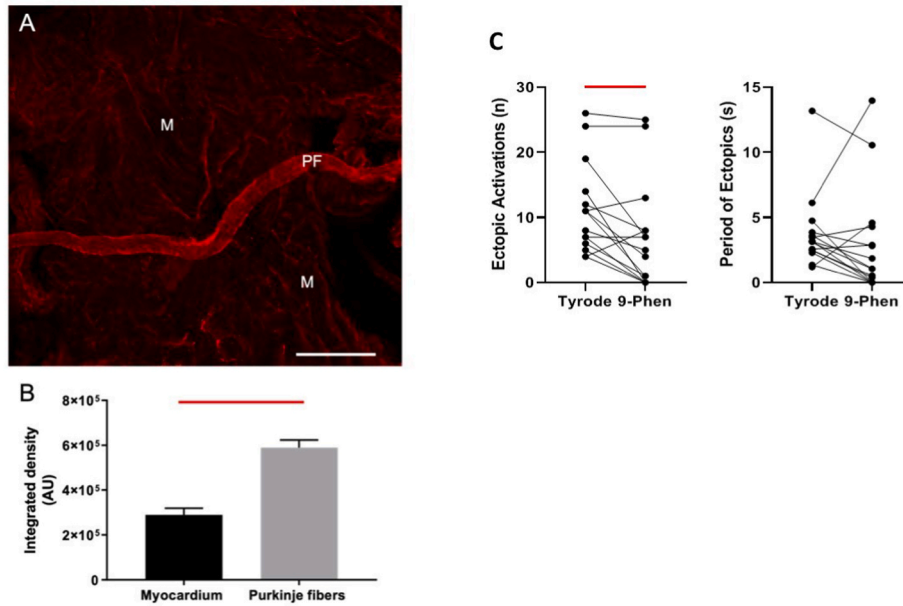 A
M
PF
M
B
8×10⁵
6×10⁵
4×10⁵
2×10⁵
0
Integrated density
(AU)
Myocardium Purkinje fibers
C
30
20
10
0
Ectopic Activations (n)
Tyrode 9-Phen
15
10
5
0
Period of Ectopics (s)
Tyrode 9-Phen